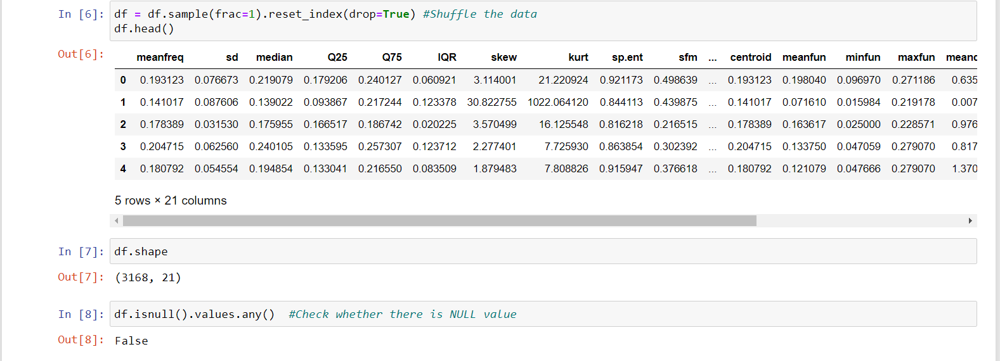 In [6]: df = df.sample(frac=1).reset_index(drop=True) #Shuffle the data
df.head()
Out[6]:
meanfreq sd median Q25 Q75 IQR skew kurt sp.ent sfm ... centroid meanfun minfun maxfun meanc
0 0.193123 0.076673 0.219079 0.179206 0.240127 0.060921 3.114001 21.220924 0.921173 0.498639 ... 0.193123 0.198040 0.096970 0.271186 0.635
1 0.141017 0.087606 0.139022 0.093867 0.217244 0.123378 30.822755 1022.064120 0.844113 0.439875 ... 0.141017 0.071610 0.015984 0.219178 0.007
2 0.178389 0.031530 0.175955 0.166517 0.186742 0.020225 3.570499 16.125548 0.816218 0.216515 ... 0.178389 0.163617 0.025000 0.228571 0.976
3 0.204715 0.062560 0.240105 0.133595 0.257307 0.123712 2.277401 7.725930 0.863854 0.302392 ... 0.204715 0.133750 0.047059 0.279070 0.817
4 0.180792 0.054554 0.194854 0.133041 0.216550 0.083509 1.879483 7.808826 0.915947 0.376618 ... 0.180792 0.121079 0.047666 0.279070 1.370
5 rows × 21 columns
In [7]: df.shape
Out[7]: (3168, 21)
In [8]: df.isnull().values.any() #Check whether there is NULL value
Out[8]: False